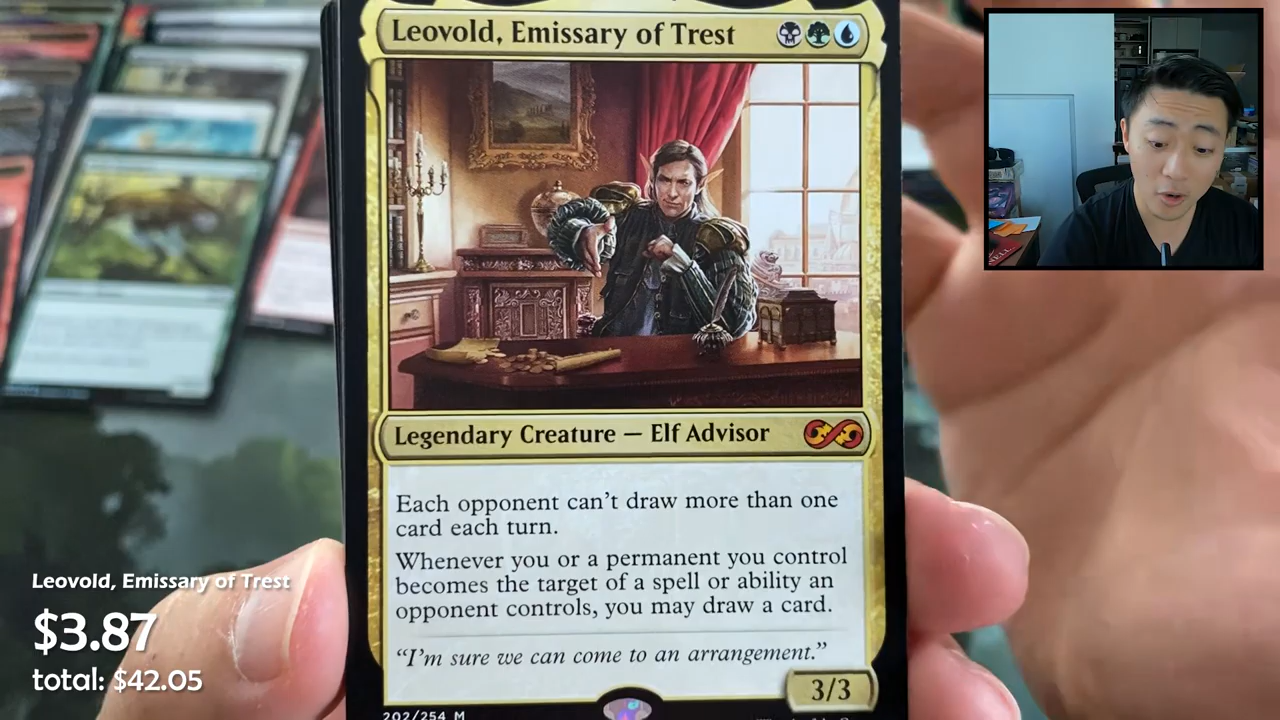 Leovold, Emissary of Trest
Legendary Creature — Elf Advisor
Each opponent can't draw more than one
card each turn.
Whenever you or a permanent you control
becomes the target of a spell or ability an
opponent controls, you may draw a card.
"I'm sure we can come to an arrangement."
3/3
202/254 M
Leovold, Emissary of Trest
$3.87
total: $42.05